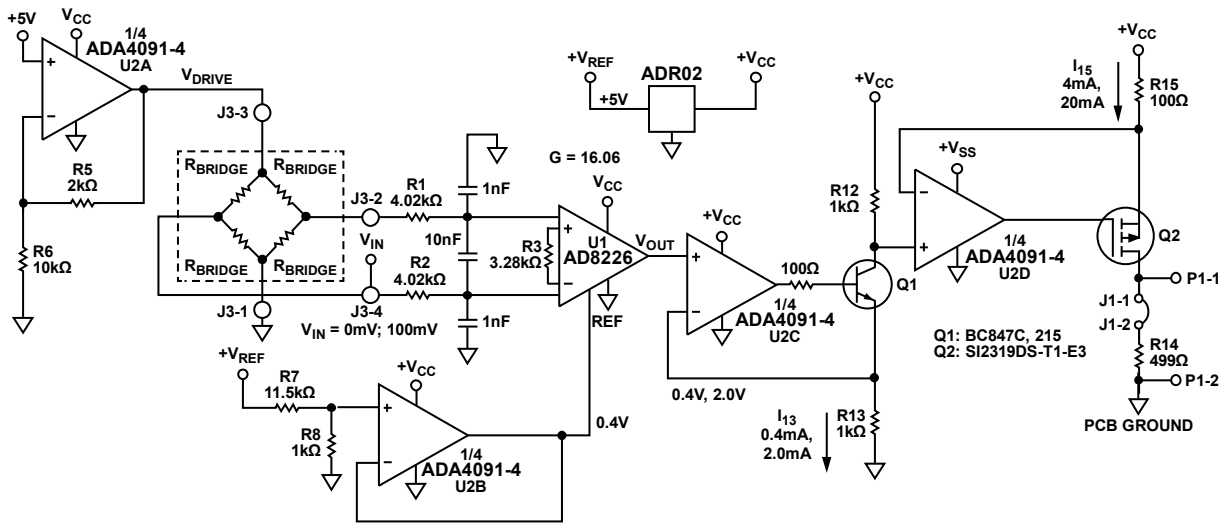 +5V
VCC
1/4
ADA4091-4
U2A
VDRIVE
J3-3
R5
2kΩ
R6
10kΩ
RBRIDGE
RBRIDGE
RBRIDGE
RBRIDGE
J3-1
J3-2
VIN
J3-4
VIN = 0mV; 100mV
R1
4.02kΩ
R2
4.02kΩ
1nF
10nF
1nF
G = 16.06
VCC
R3
3.28kΩ
U1
AD8226
VOUT
REF
+VREF
+5V
ADR02
+VCC
+VREF
R7
11.5kΩ
R8
1kΩ
+VCC
1/4
ADA4091-4
U2B
0.4V
+VCC
1/4
ADA4091-4
U2C
100Ω
Q1
0.4V, 2.0V
+VCC
R12
1kΩ
I13
0.4mA,
2.0mA
R13
1kΩ
+VSS
1/4
ADA4091-4
U2D
I15
4mA,
20mA
+VCC
R15
100Ω
Q2
P1-1
J1-1
J1-2
R14
499Ω
P1-2
PCB GROUND
Q1: BC847C, 215
Q2: SI2319DS-T1-E3